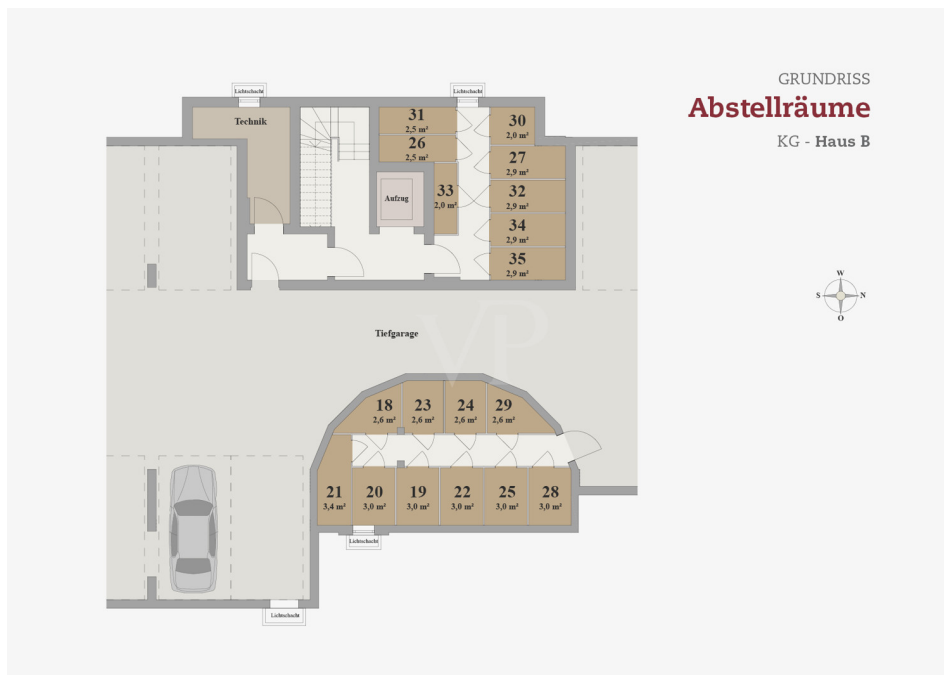 GRUNDRISS
Abstellräume
KG - Haus B
Lichtschacht
Lichtschacht
Technik
31
2,5 m²
26
2,5 m²
33
2,0 m²
Aufzug
30
2,0 m²
27
2,9 m²
32
2,9 m²
34
2,9 m²
35
2,9 m²
W
S
N
O
Tiefgarage
VP
18
2,6 m²
23
2,6 m²
24
2,6 m²
29
2,6 m²
21
3,4 m²
20
3,0 m²
19
3,0 m²
22
3,0 m²
25
3,0 m²
28
3,0 m²
Lichtschacht
Lichtschacht